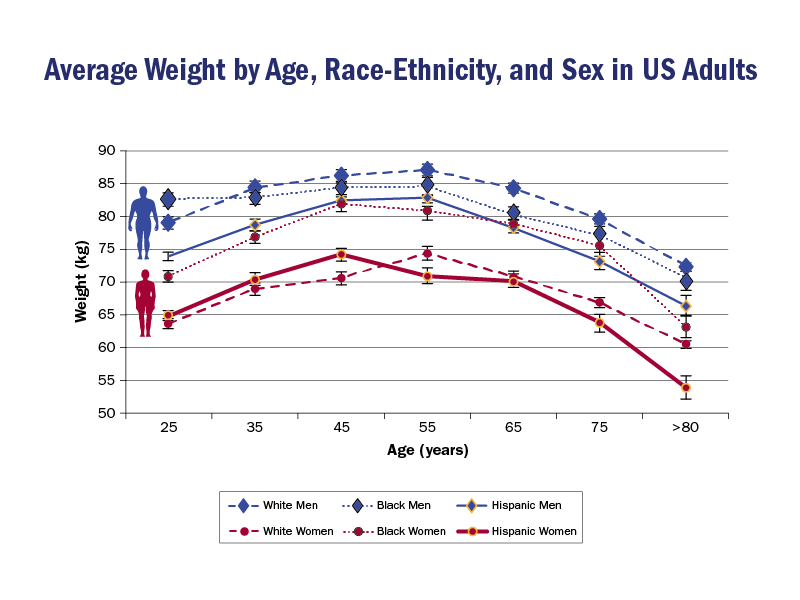 Average Weight by Age, Race-Ethnicity, and Sex in US Adults
90
85
80
75
70
65
60
55
50
Weight (kg)
25 35 45 55 65 75 >80
Age (years)
White Men Black Men Hispanic Men
White Women Black Women Hispanic Women